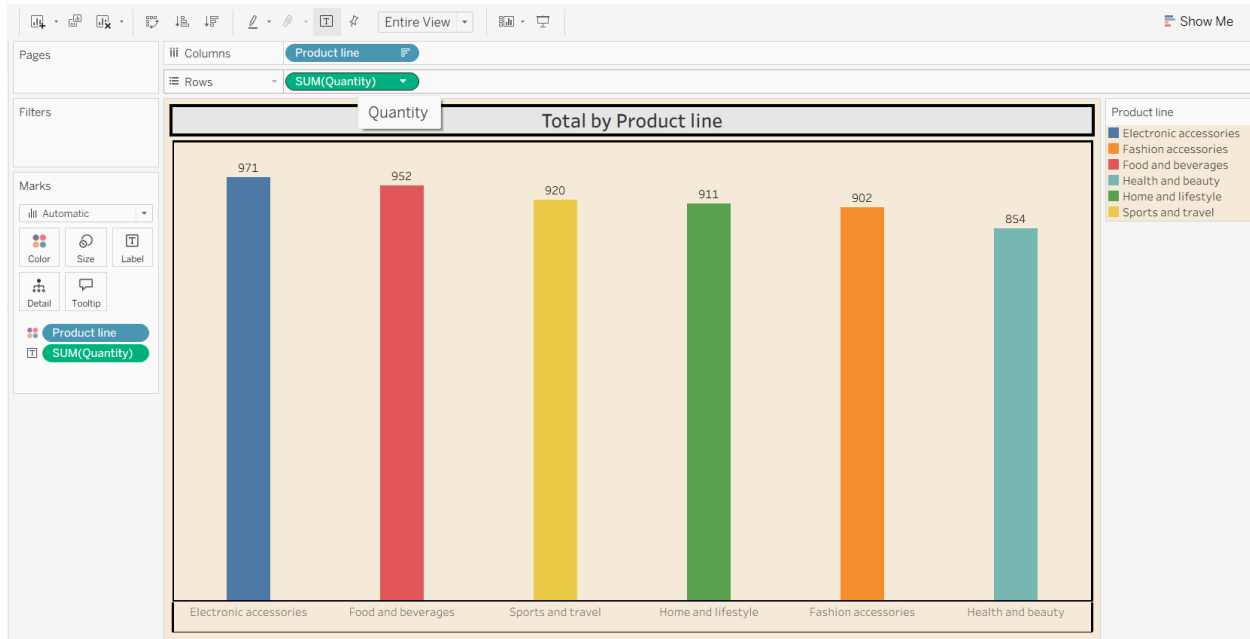 Entire View
Show Me
Pages
iii Columns
Product line
Rows
SUM(Quantity)
Filters
Quantity
Total by Product line
Product line
Electronic accessories
Fashion accessories
Food and beverages
Health and beauty
Home and lifestyle
Sports and travel
Marks
Automatic
Color
Size
T
Label
Detail
Tooltip
Product line
T
SUM(Quantity)
971
952
920
911
902
854
Electronic accessories
Food and beverages
Sports and travel
Home and lifestyle
Fashion accessories
Health and beauty